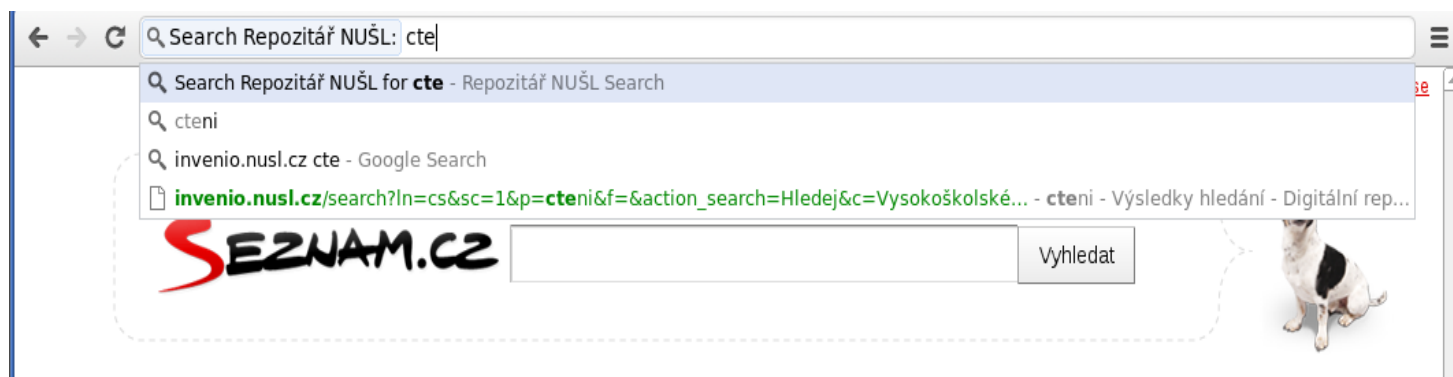 Search Repozitář NUŠL: cte
Search Repozitář NUŠL for cte - Repozitář NUŠL Search
se
cteni
invenio.nusl.cz cte - Google Search
invenio.nusl.cz/search?ln=cs&sc=1&p=cteni&f=&action_search=Hledej&c=Vysokoškolské... - cteni - Výsledky hledání - Digitální rep...
SEZNAM.CZ
Vyhledat